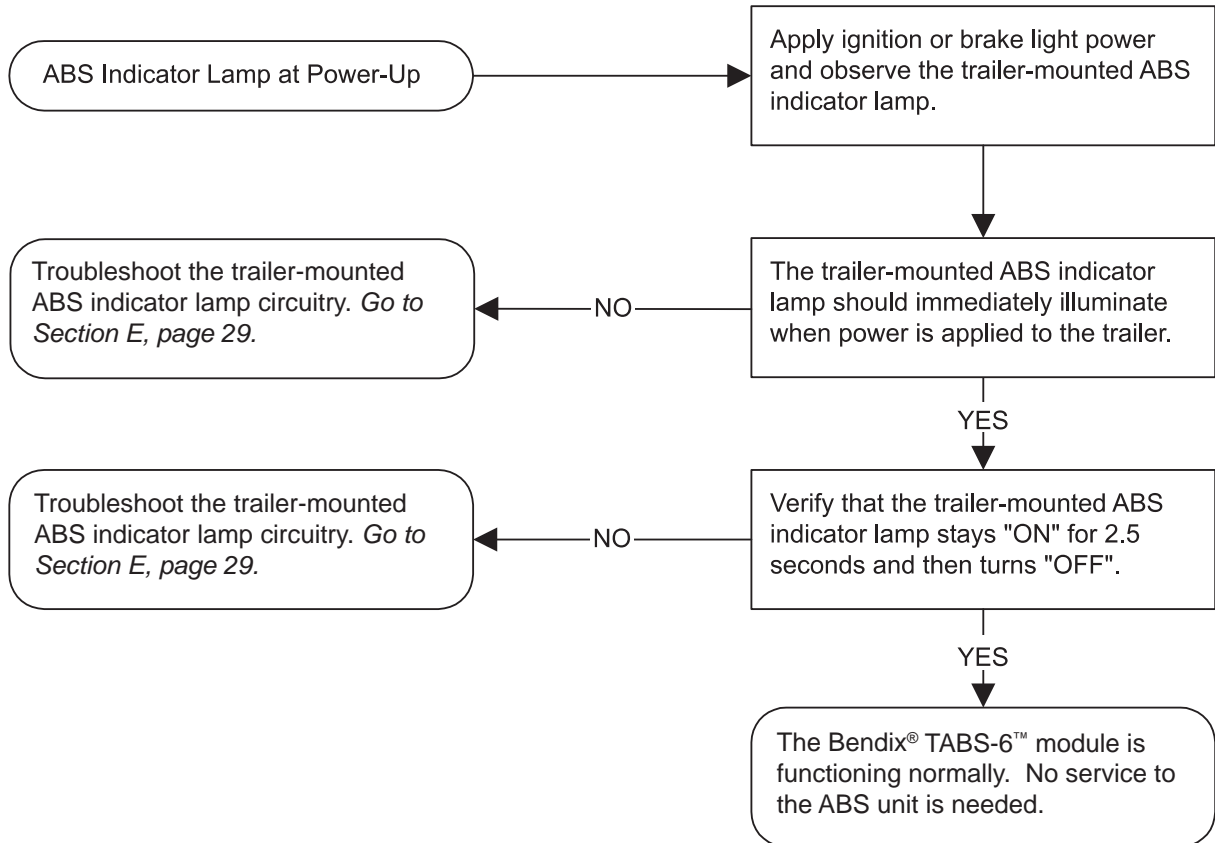 ABS Indicator Lamp at Power-Up
Apply ignition or brake light power
and observe the trailer-mounted ABS
indicator lamp.
Troubleshoot the trailer-mounted
ABS indicator lamp circuitry. Go to
Section E, page 29.
NO
The trailer-mounted ABS indicator
lamp should immediately illuminate
when power is applied to the trailer.
YES
Troubleshoot the trailer-mounted
ABS indicator lamp circuitry. Go to
Section E, page 29.
NO
Verify that the trailer-mounted ABS
indicator lamp stays "ON" for 2.5
seconds and then turns "OFF".
YES
The Bendix® TABS-6™ module is
functioning normally.  No service to
the ABS unit is needed.